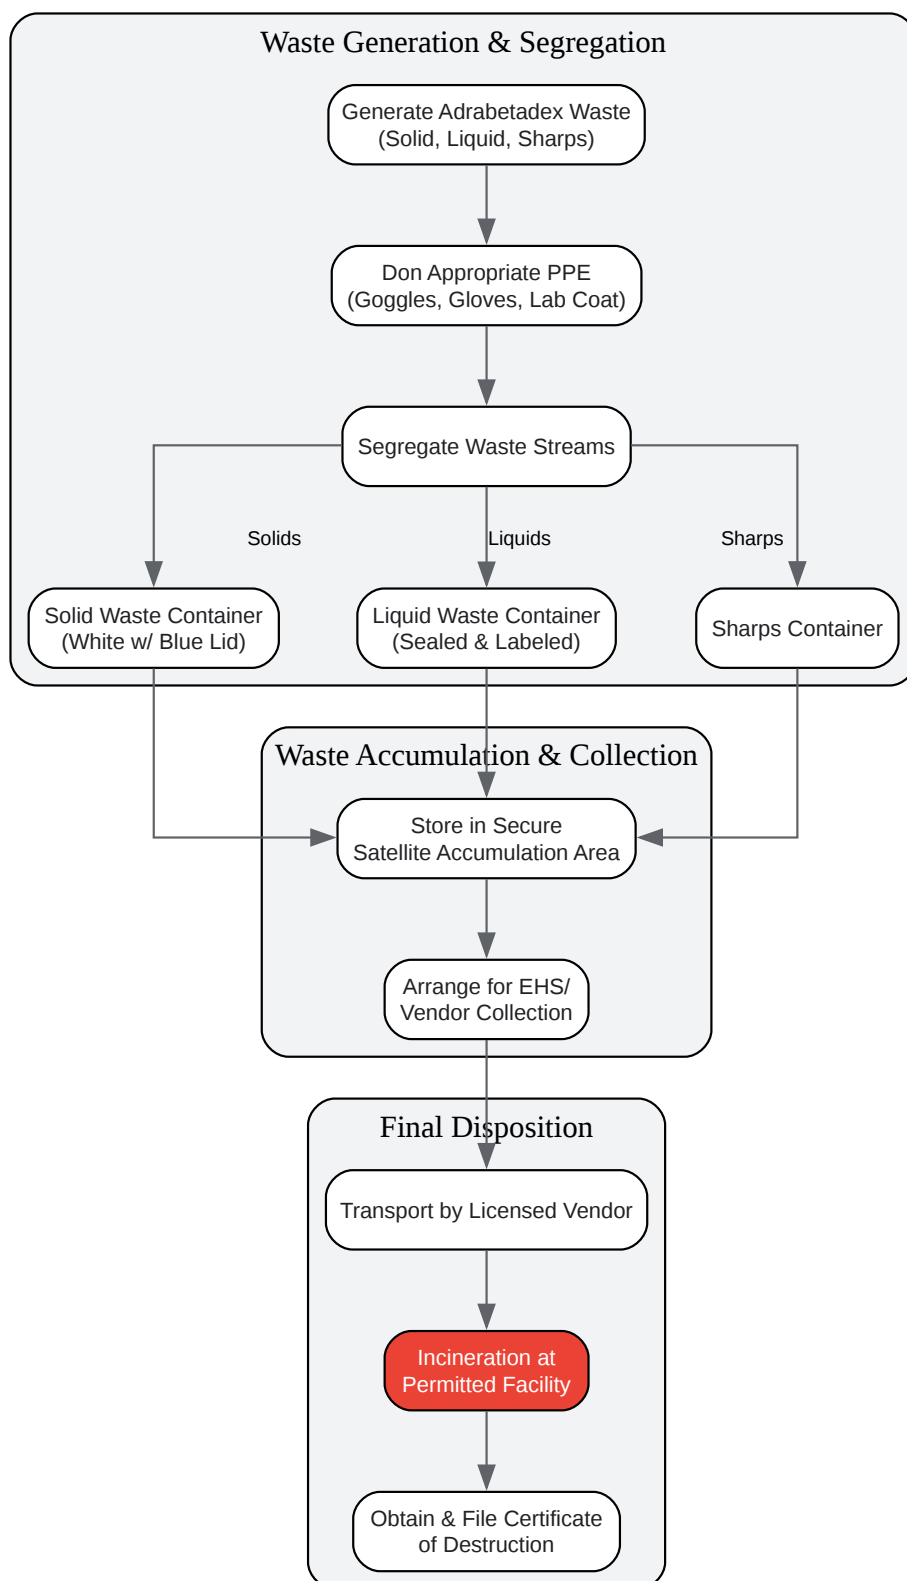 Waste Generation & Segregation
Generate Adrabetadex Waste
(Solid, Liquid, Sharps)
Don Appropriate PPE
(Goggles, Gloves, Lab Coat)
Segregate Waste Streams
Solids
Liquids
Sharps
Solid Waste Container
(White w/ Blue Lid)
Liquid Waste Container
(Sealed & Labeled)
Sharps Container
Waste Accumulation & Collection
Store in Secure
Satellite Accumulation Area
Arrange for EHS/
Vendor Collection
Final Disposition
Transport by Licensed Vendor
Incineration at
Permitted Facility
Obtain & File Certificate
of Destruction